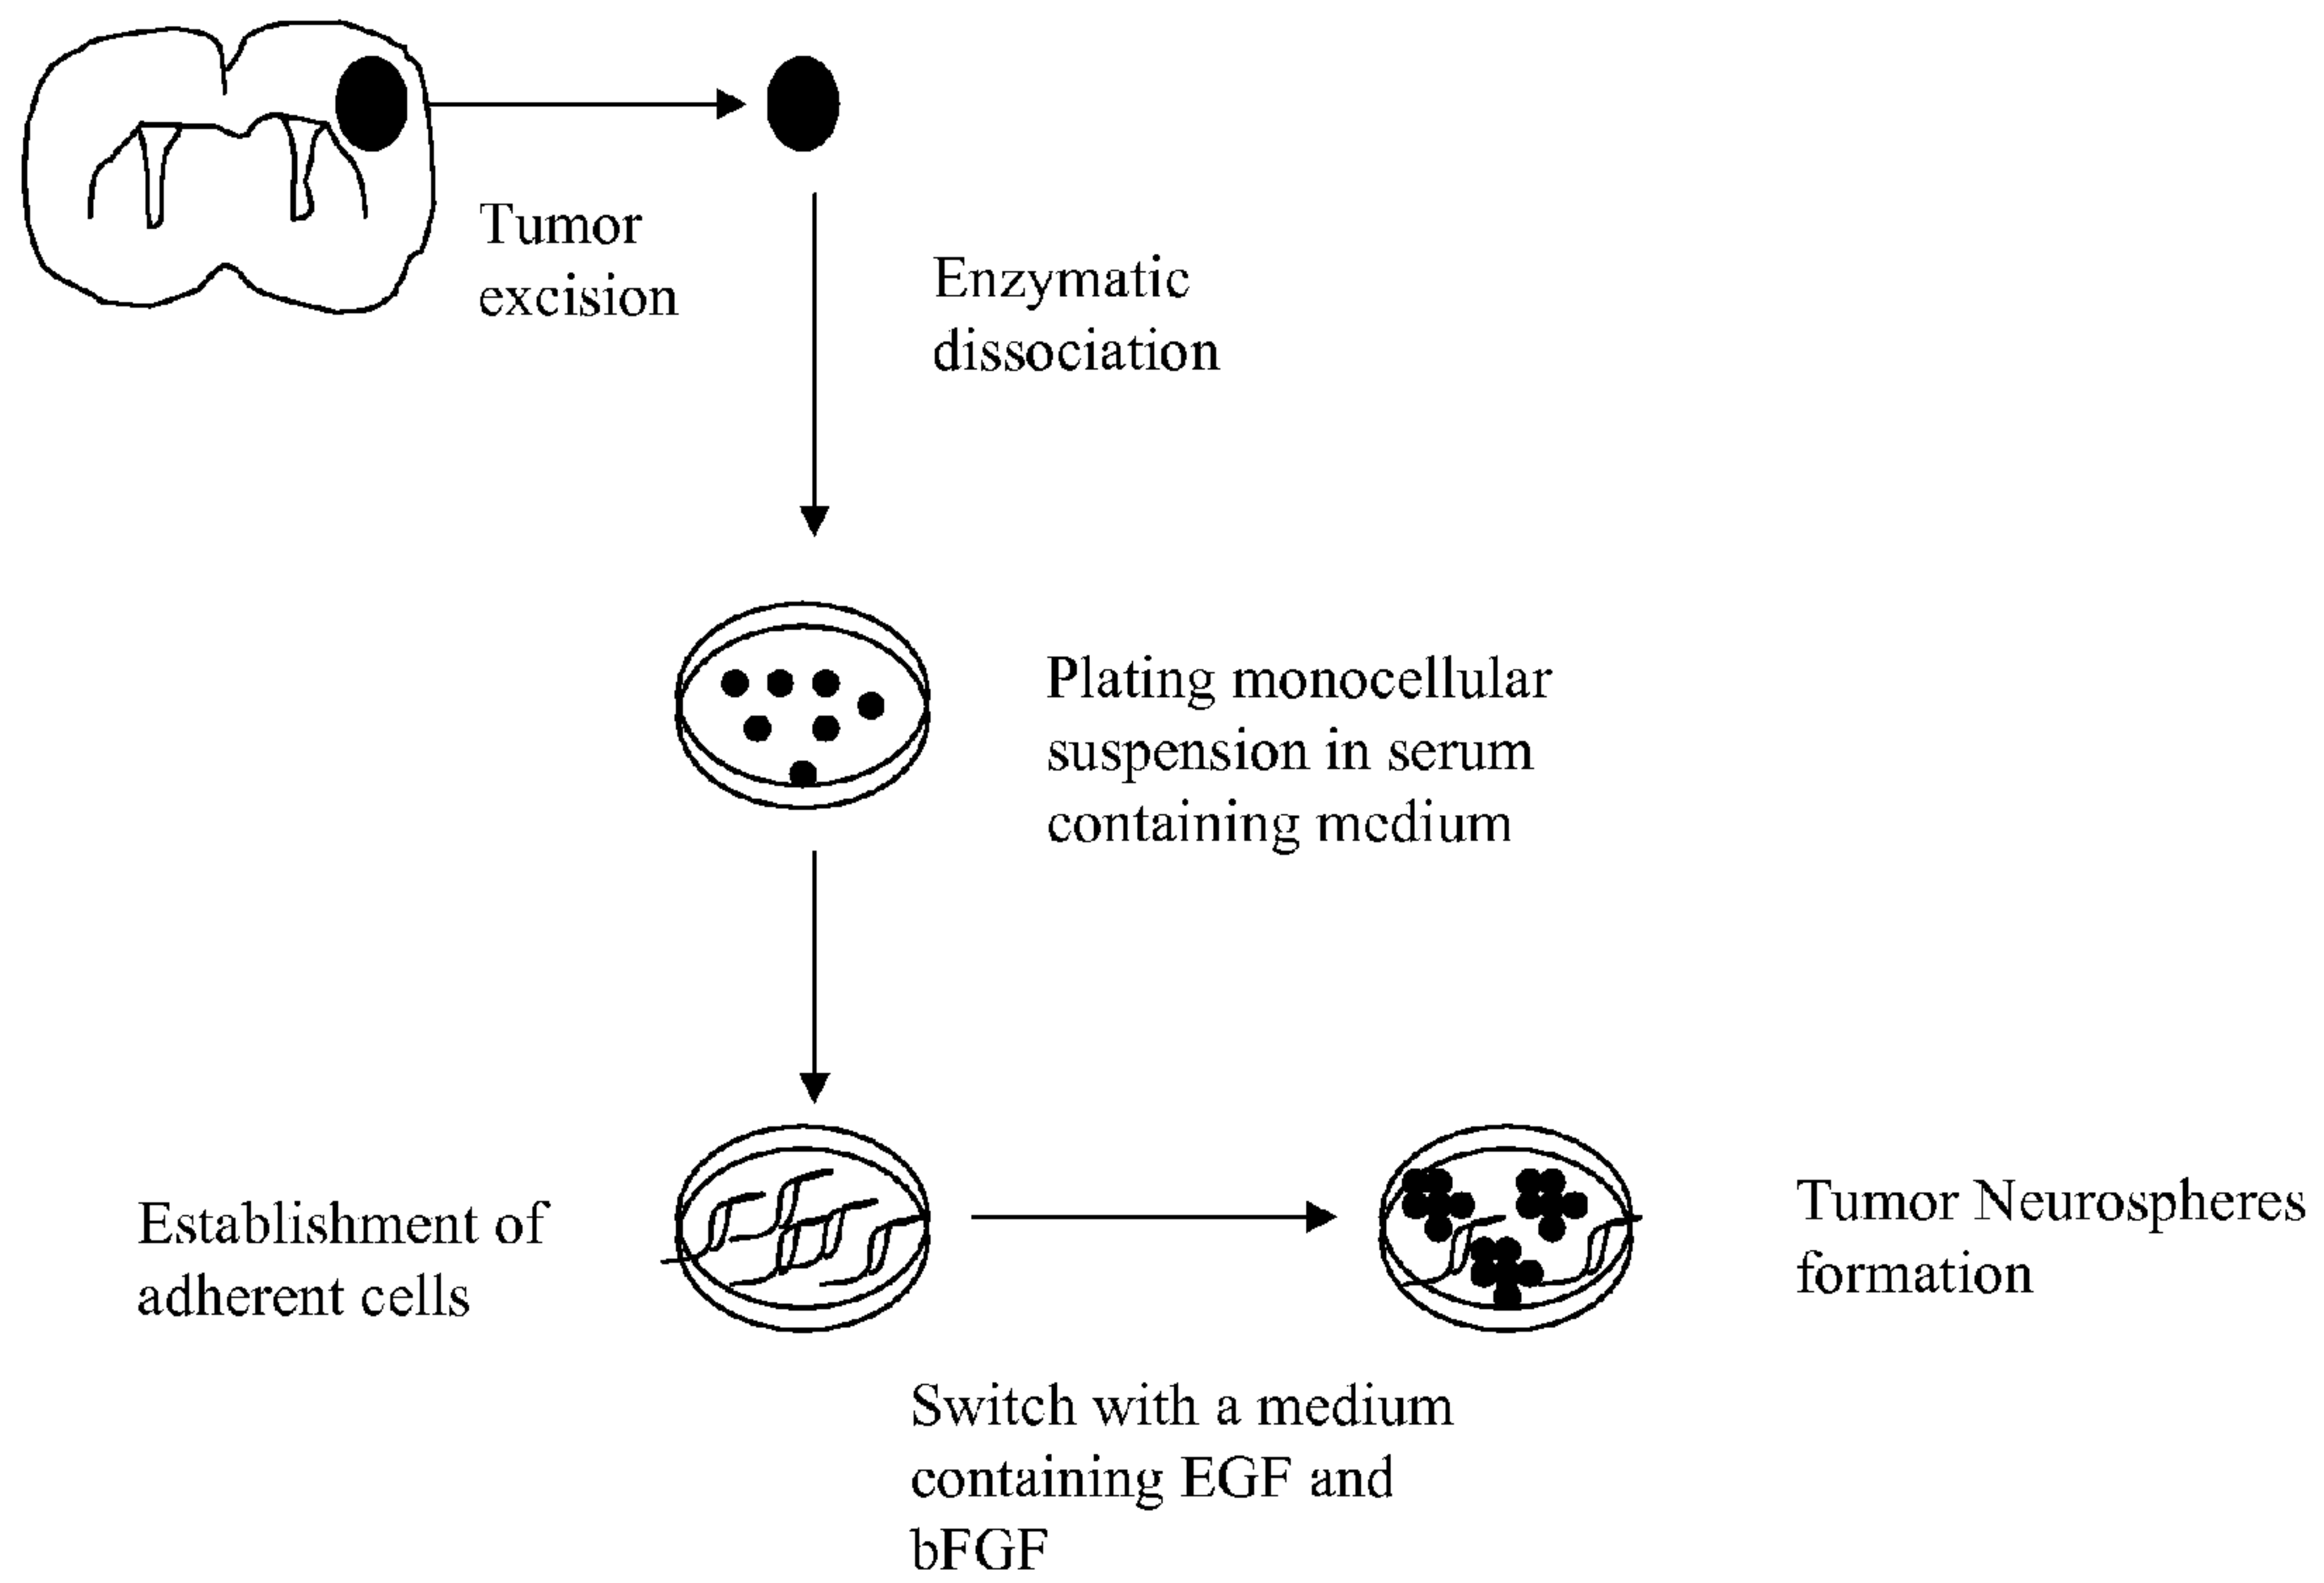 Tumor
excision
Enzymatic
dissociation
Plating monocellular
suspension in serum
containing medium
Establishment of
adherent cells
Tumor Neurospheres
formation
Switch with a medium
containing EGF and
bFGF